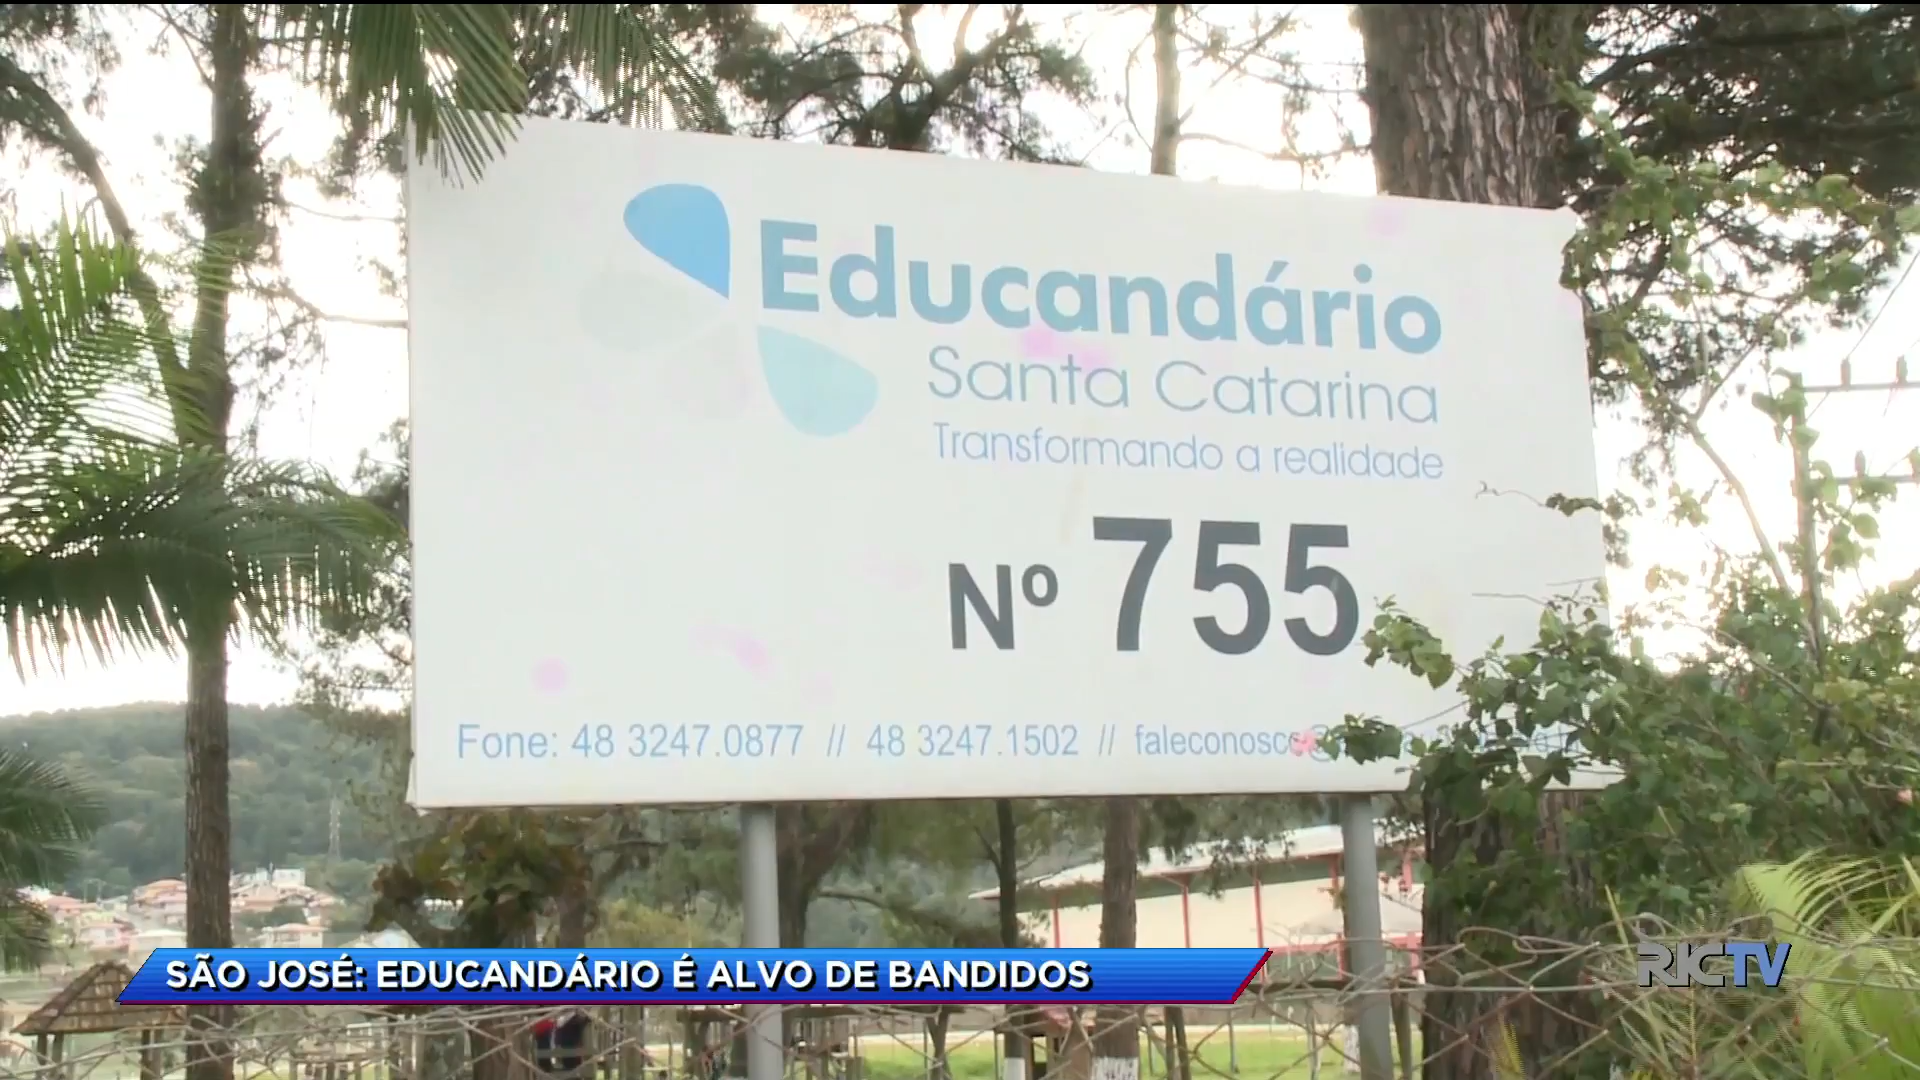 Educandário
Santa Catarina
Transformando a realidade
Nº 755
Fone: 48 3247.0877 // 48 3247.1502 //
SÃO JOSÉ: EDUCANDÁRIO É ALVO DE BANDIDOS
RICTV